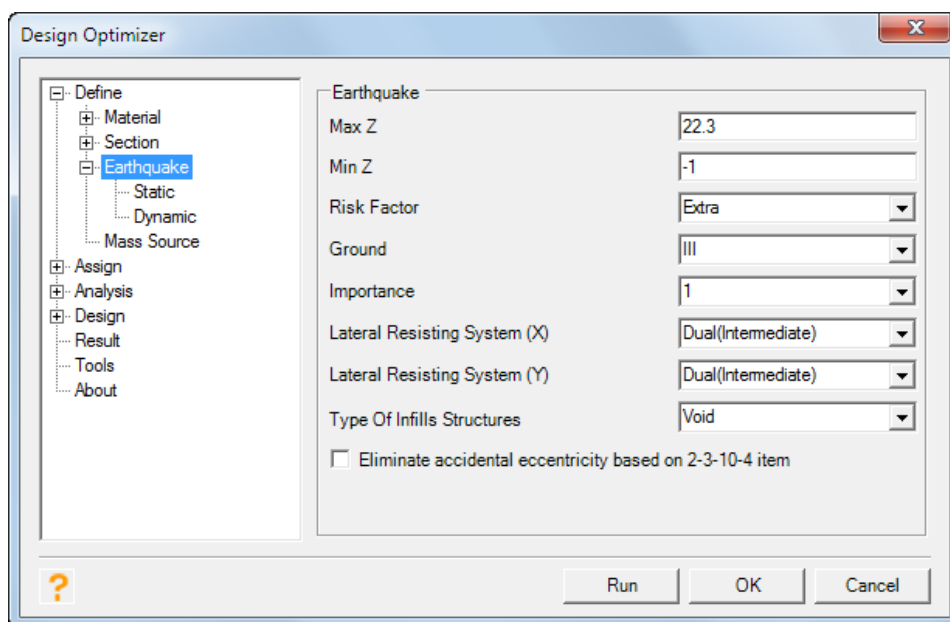 Design Optimizer
Define
Material
Section
Earthquake
Static
Dynamic
Mass Source
Assign
Analysis
Design
Result
Tools
About
Earthquake
Max Z 22.3
Min Z -1
Risk Factor Extra
Ground III
Importance 1
Lateral Resisting System (X) Dual(Intermediate)
Lateral Resisting System (Y) Dual(Intermediate)
Type Of Infills Structures Void
Eliminate accidental eccentricity based on 2-3-10-4 item
? Run OK Cancel